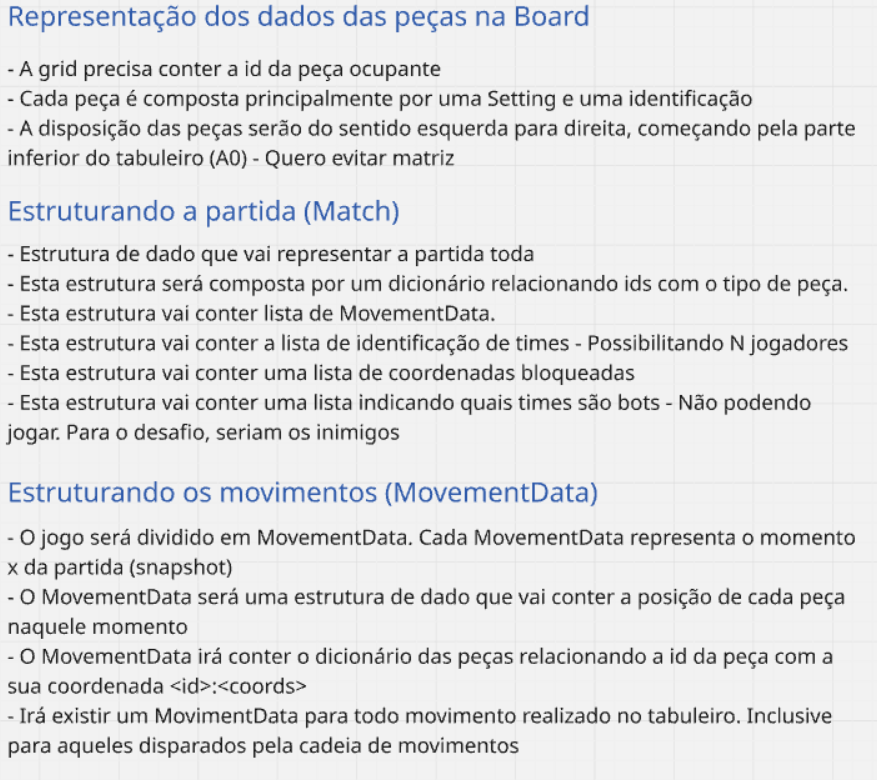 Representação dos dados das peças na Board
- A grid precisa conter a id da peça ocupante
- Cada peça é composta principalmente por uma Setting e uma identificação
- A disposição das peças serão do sentido esquerda para direita, começando pela parte
inferior do tabuleiro (A0) - Quero evitar matriz
Estruturando a partida (Match)
- Estrutura de dado que vai representar a partida toda
- Esta estrutura será composta por um dicionário relacionando ids com o tipo de peça.
- Esta estrutura vai conter lista de MovementData.
- Esta estrutura vai conter a lista de identificação de times - Possibilitando N jogadores
- Esta estrutura vai conter uma lista de coordenadas bloqueadas
- Esta estrutura vai conter uma lista indicando quais times são bots - Não podendo
jogar. Para o desafio, seriam os inimigos
Estruturando os movimentos (MovementData)
- O jogo será dividido em MovementData. Cada MovementData representa o momento
x da partida (snapshot)
- O MovementData será uma estrutura de dado que vai conter a posição de cada peça
naquele momento
- O MovementData irá conter o dicionário das peças relacionando a id da peça com a
sua coordenada <id>:<coords>
- Irá existir um MovimentData para todo movimento realizado no tabuleiro. Inclusive
para aqueles disparados pela cadeia de movimentos